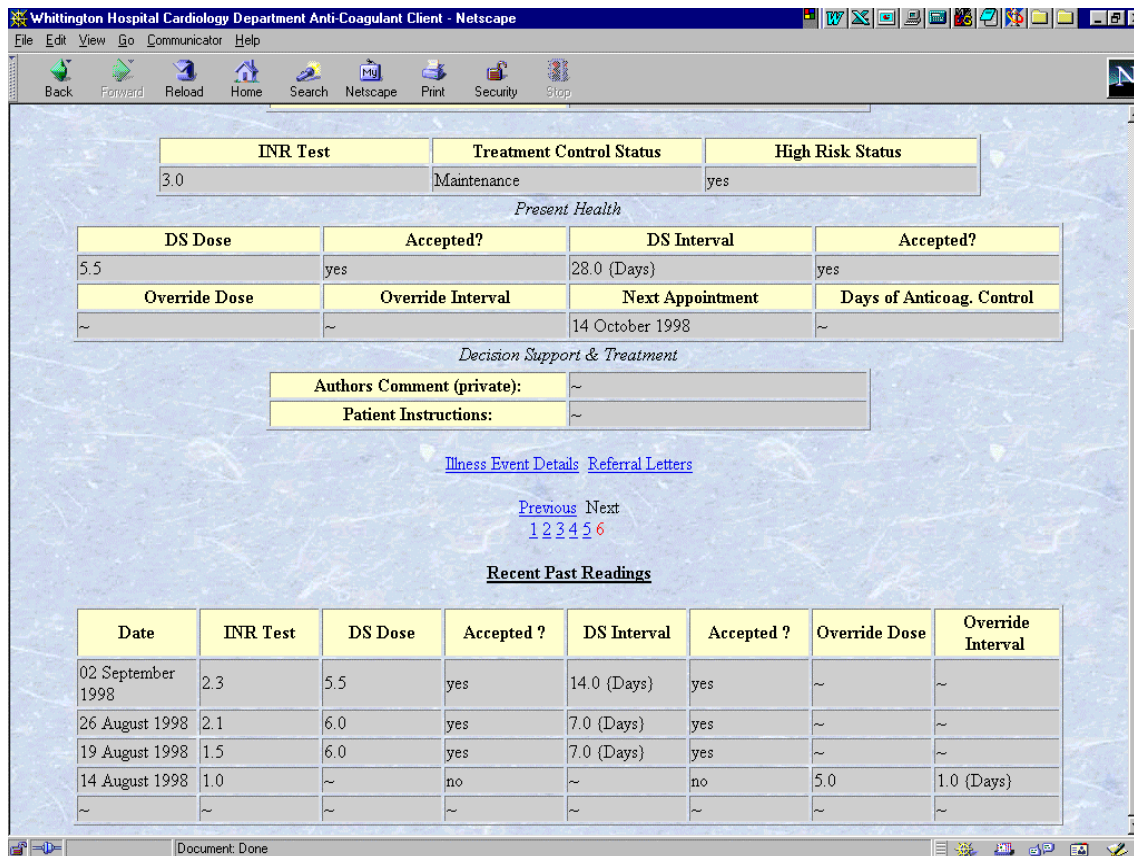 Whittington Hospital Cardiology Department Anti-Coagulant Client - Netscape
File Edit View Go Communicator Help
Back Forward Reload Home Search Netscape Print Security Stop
INR Test Treatment Control Status High Risk Status
3.0 Maintenance yes
Present Health
DS Dose Accepted? DS Interval Accepted?
5.5 yes 28.0 {Days} yes
Override Dose Override Interval Next Appointment Days of Anticoag. Control
~ ~ 14 October 1998 ~
Decision Support & Treatment
Authors Comment (private): ~
Patient Instructions: ~
Illness Event Details Referral Letters
Previous Next
1 2 3 4 5 6
Recent Past Readings
Date INR Test DS Dose Accepted ? DS Interval Accepted ? Override Dose Override Interval
02 September 1998 2.3 5.5 yes 14.0 {Days} yes ~ ~
26 August 1998 2.1 6.0 yes 7.0 {Days} yes ~ ~
19 August 1998 1.5 6.0 yes 7.0 {Days} yes ~ ~
14 August 1998 1.0 ~ no ~ no 5.0 1.0 {Days}
~ ~ ~ ~ ~ ~ ~ ~
Document: Done